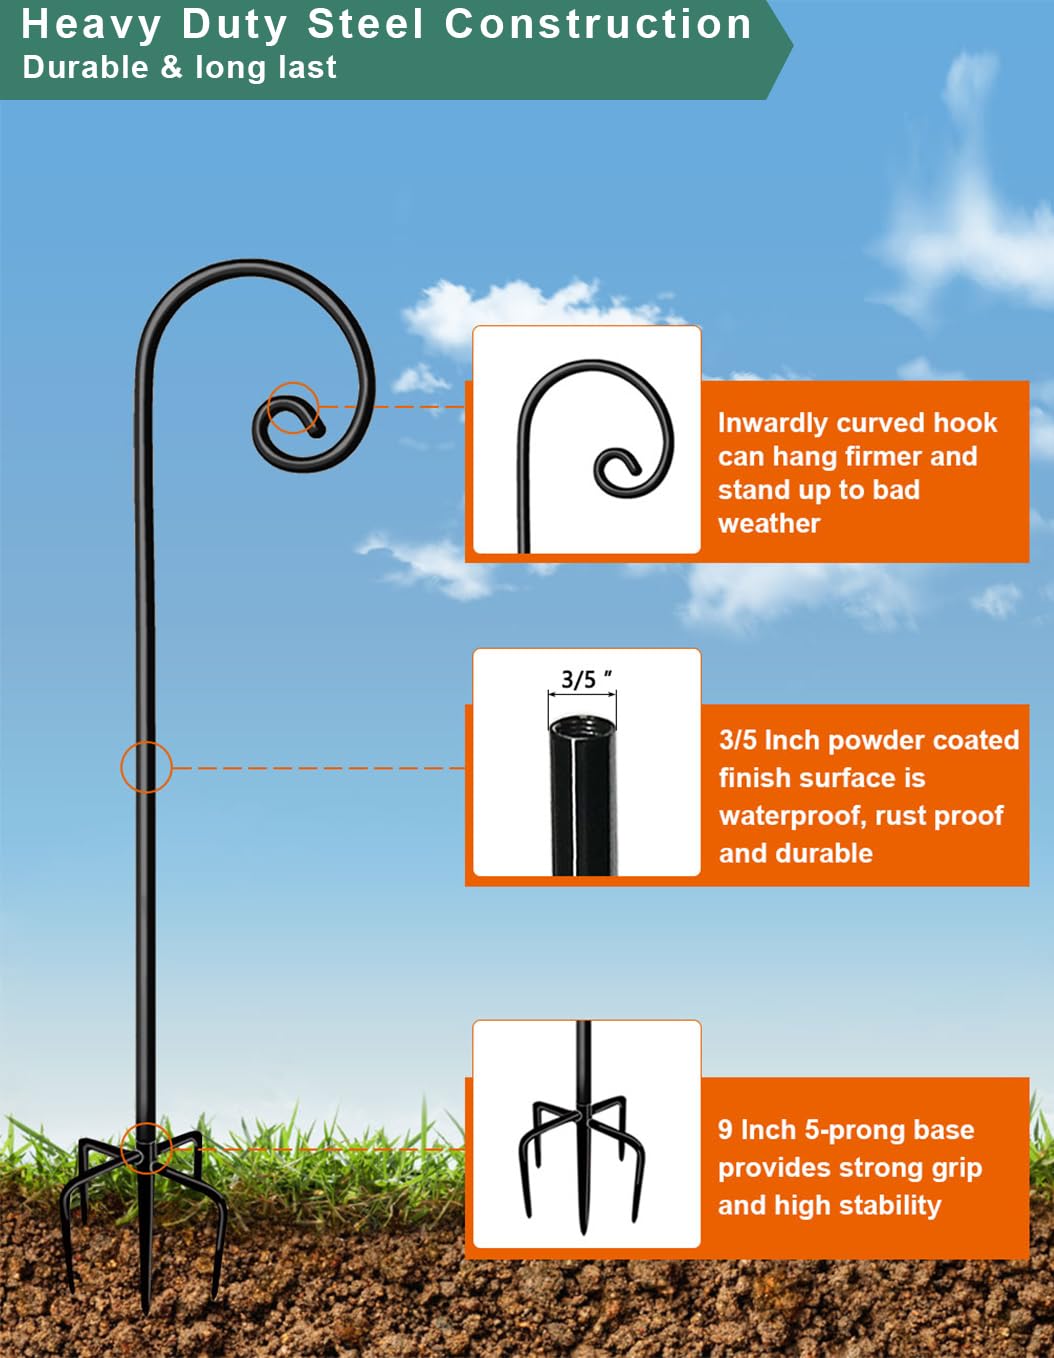 Heavy Duty Steel Construction
Durable & long last
Inwardly curved hook
can hang firmer and
stand up to bad
weather
3/5 "
3/5 Inch powder coated
finish surface is
waterproof, rust proof
and durable
9 Inch 5-prong base
provides strong grip
and high stability